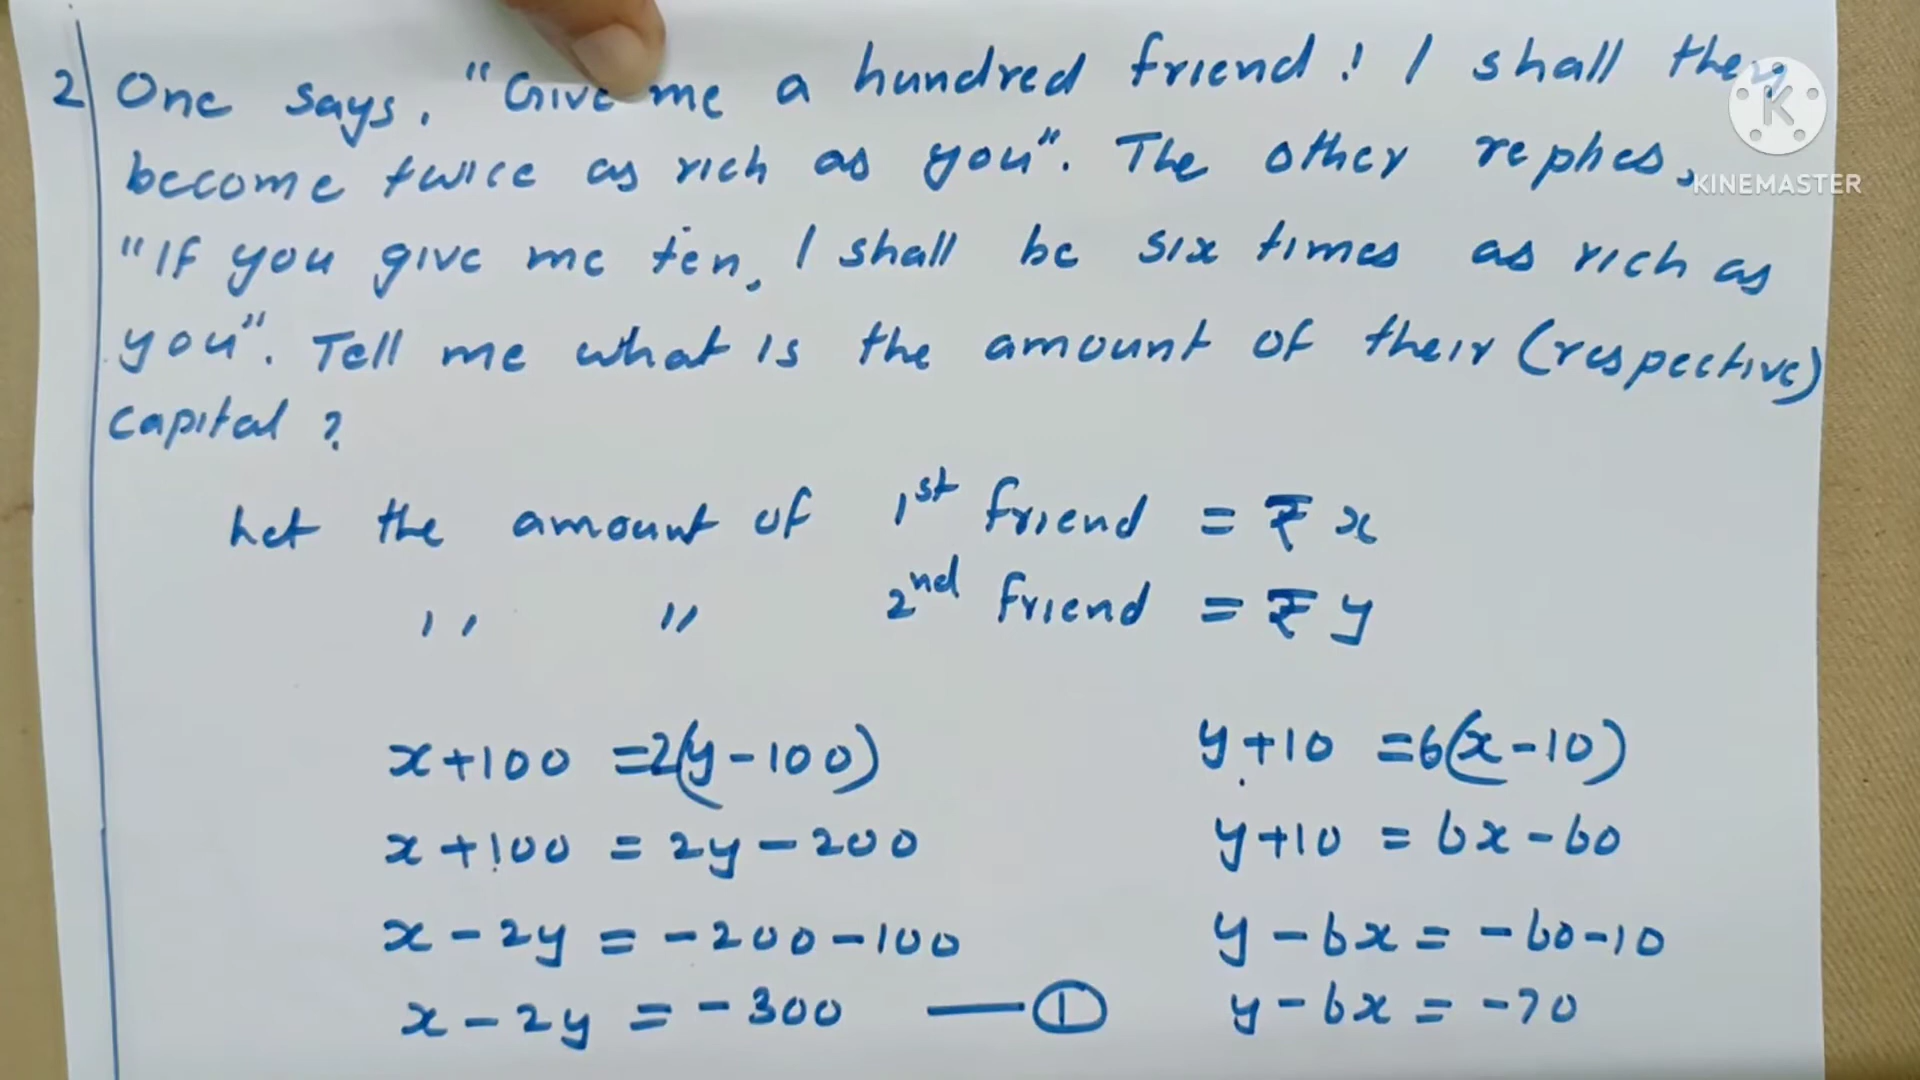 2 One says, "Give me a hundred friend! I shall then
become twice as rich as you". The other replies,
"If you give me ten, I shall be six times as rich as
you". Tell me what is the amount of their (respective)
capital?
Let the amount of 1st friend = ₹ x
,, ,, 2nd friend = ₹ y
x+100 =2(y-100) y+10 =6(x-10)
x+100 = 2y-200 y+10 = 6x-60
x-2y = -200-100 y-6x = -60-10
x-2y = -300 — ① y-6x = -70
K
KINEMASTER